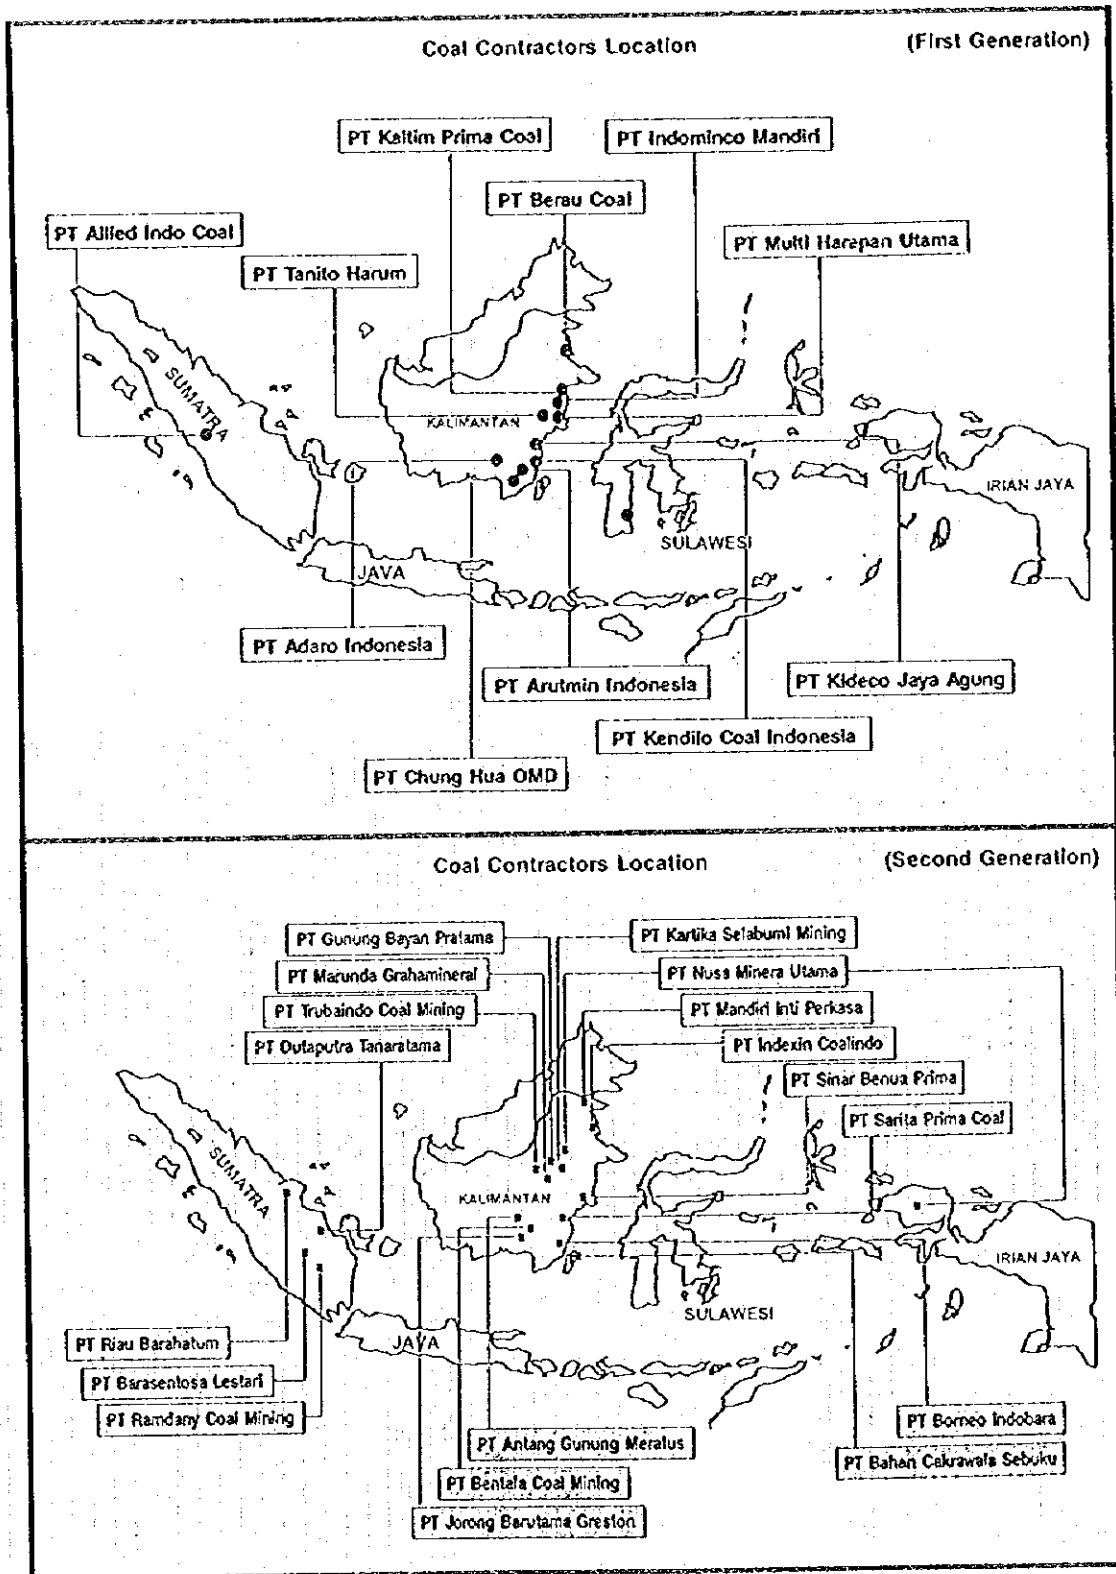 Coal Contractors Location
(First Generation)
PT Kaltim Prima Coal
PT Indominco Mandiri
PT Berau Coal
PT Allied Indo Coal
PT Multi Harapan Utama
PT Tanito Harum
SUMATRA
KALIMANTAN
IRIAN JAYA
SULAWESI
JAVA
PT Adaro Indonesia
PT Arutmin Indonesia
PT Kideco Jaya Agung
PT Kendilo Coal Indonesia
PT Chung Hua OMD
Coal Contractors Location
(Second Generation)
PT Gunung Bayan Pratama
PT Kartika Selabumi Mining
PT Marunda Grahamineral
PT Nusa Minera Utama
PT Trubaindo Coal Mining
PT Mandiri Inti Perkasa
PT Dutaputra Tanaratama
PT Indexin Coalindo
PT Sinar Benua Prima
PT Sarita Prima Coal
SUMATRA
KALIMANTAN
IRIAN JAYA
SULAWESI
JAVA
PT Riau Baraharum
PT Barasentosa Lestari
PT Ramdany Coal Mining
PT Borneo Indobara
PT Antang Gunung Meratus
PT Bahari Cakrawala Sebuku
PT Bentala Coal Mining
PT Jorong Barutama Greston